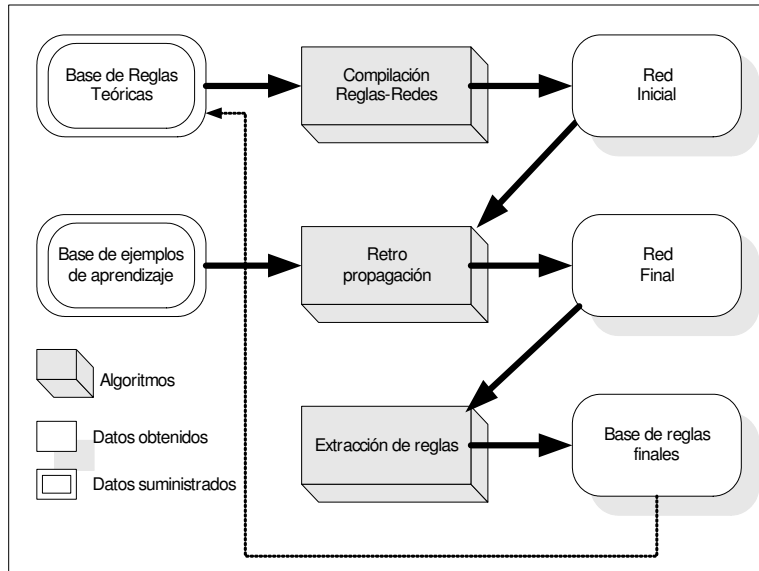 Base de Reglas
Teóricas
Compilación
Reglas-Redes
Red
Inicial
Base de ejemplos
de aprendizaje
Retro
propagación
Red
Final
Algoritmos
Datos obtenidos
Datos suministrados
Extracción de reglas
Base de reglas
finales